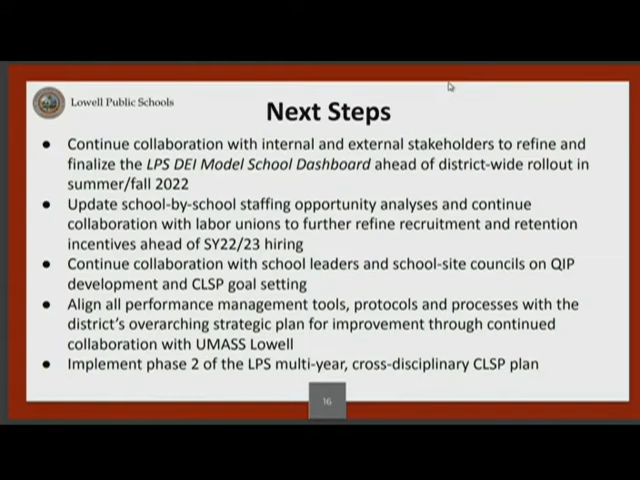 Lowell Public Schools
Next Steps
● Continue collaboration with internal and external stakeholders to refine and
finalize the LPS DEI Model School Dashboard ahead of district-wide rollout in
summer/fall 2022
● Update school-by-school staffing opportunity analyses and continue
collaboration with labor unions to further refine recruitment and retention
incentives ahead of SY22/23 hiring
● Continue collaboration with school leaders and school-site councils on QIP
development and CLSP goal setting
● Align all performance management tools, protocols and processes with the
district's overarching strategic plan for improvement through continued
collaboration with UMASS Lowell
● Implement phase 2 of the LPS multi-year, cross-disciplinary CLSP plan
16